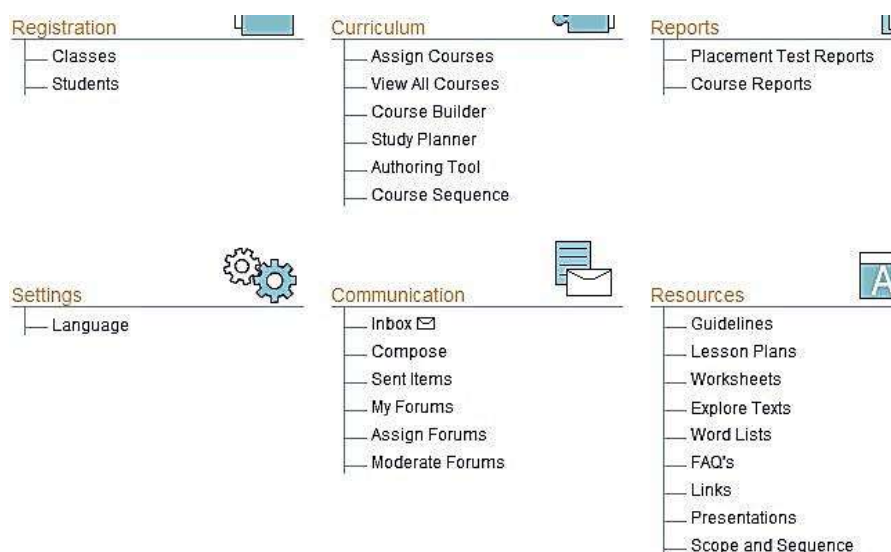 Registration
Classes
Students
Curriculum
Assign Courses
View All Courses
Course Builder
Study Planner
Authoring Tool
Course Sequence
Reports
Placement Test Reports
Course Reports
Settings
Language
Communication
Inbox
Compose
Sent Items
My Forums
Assign Forums
Moderate Forums
Resources
A
Guidelines
Lesson Plans
Worksheets
Explore Texts
Word Lists
FAQ's
Links
Presentations
Scope and Sequence